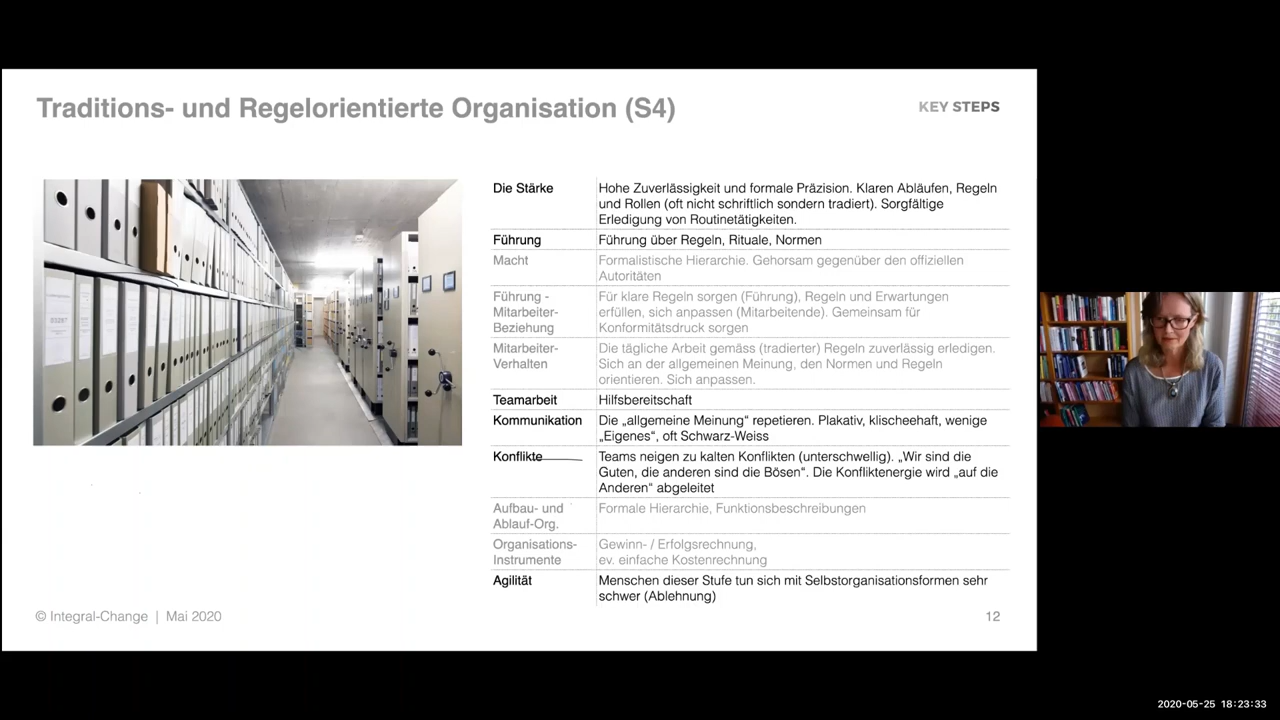 Traditions- und Regelorientierte Organisation (S4)
KEY STEPS
Die Stärke
Hohe Zuverlässigkeit und formale Präzision. Klaren Abläufen, Regeln
und Rollen (oft nicht schriftlich sondern tradiert). Sorgfältige
Erledigung von Routinetätigkeiten.
Führung
Führung über Regeln, Rituale, Normen
Macht
Formalistische Hierarchie. Gehorsam gegenüber den offiziellen
Autoritäten
Führung -
Mitarbeiter-
Beziehung
Für klare Regeln sorgen (Führung), Regeln und Erwartungen
erfüllen, sich anpassen (Mitarbeitende). Gemeinsam für
Konformitätsdruck sorgen
Mitarbeiter-
Verhalten
Die tägliche Arbeit gemäss (tradierter) Regeln zuverlässig erledigen.
Sich an der allgemeinen Meinung, den Normen und Regeln
orientieren. Sich anpassen.
Teamarbeit
Hilfsbereitschaft
Kommunikation
Die „allgemeine Meinung“ repetieren. Plakativ, klischeehaft, wenige
„Eigenes“, oft Schwarz-Weiss
Konflikte
Teams neigen zu kalten Konflikten (unterschwellig). „Wir sind die
Guten, die anderen sind die Bösen“. Die Konfliktenergie wird „auf die
Anderen“ abgeleitet
Aufbau- und
Ablauf-Org.
Formale Hierarchie, Funktionsbeschreibungen
Organisations-
Instrumente
Gewinn- / Erfolgsrechnung,
ev. einfache Kostenrechnung
Agilität
Menschen dieser Stufe tun sich mit Selbstorganisationsformen sehr
schwer (Ablehnung)
© Integral-Change | Mai 2020
12
2020-05-25 18:23:33